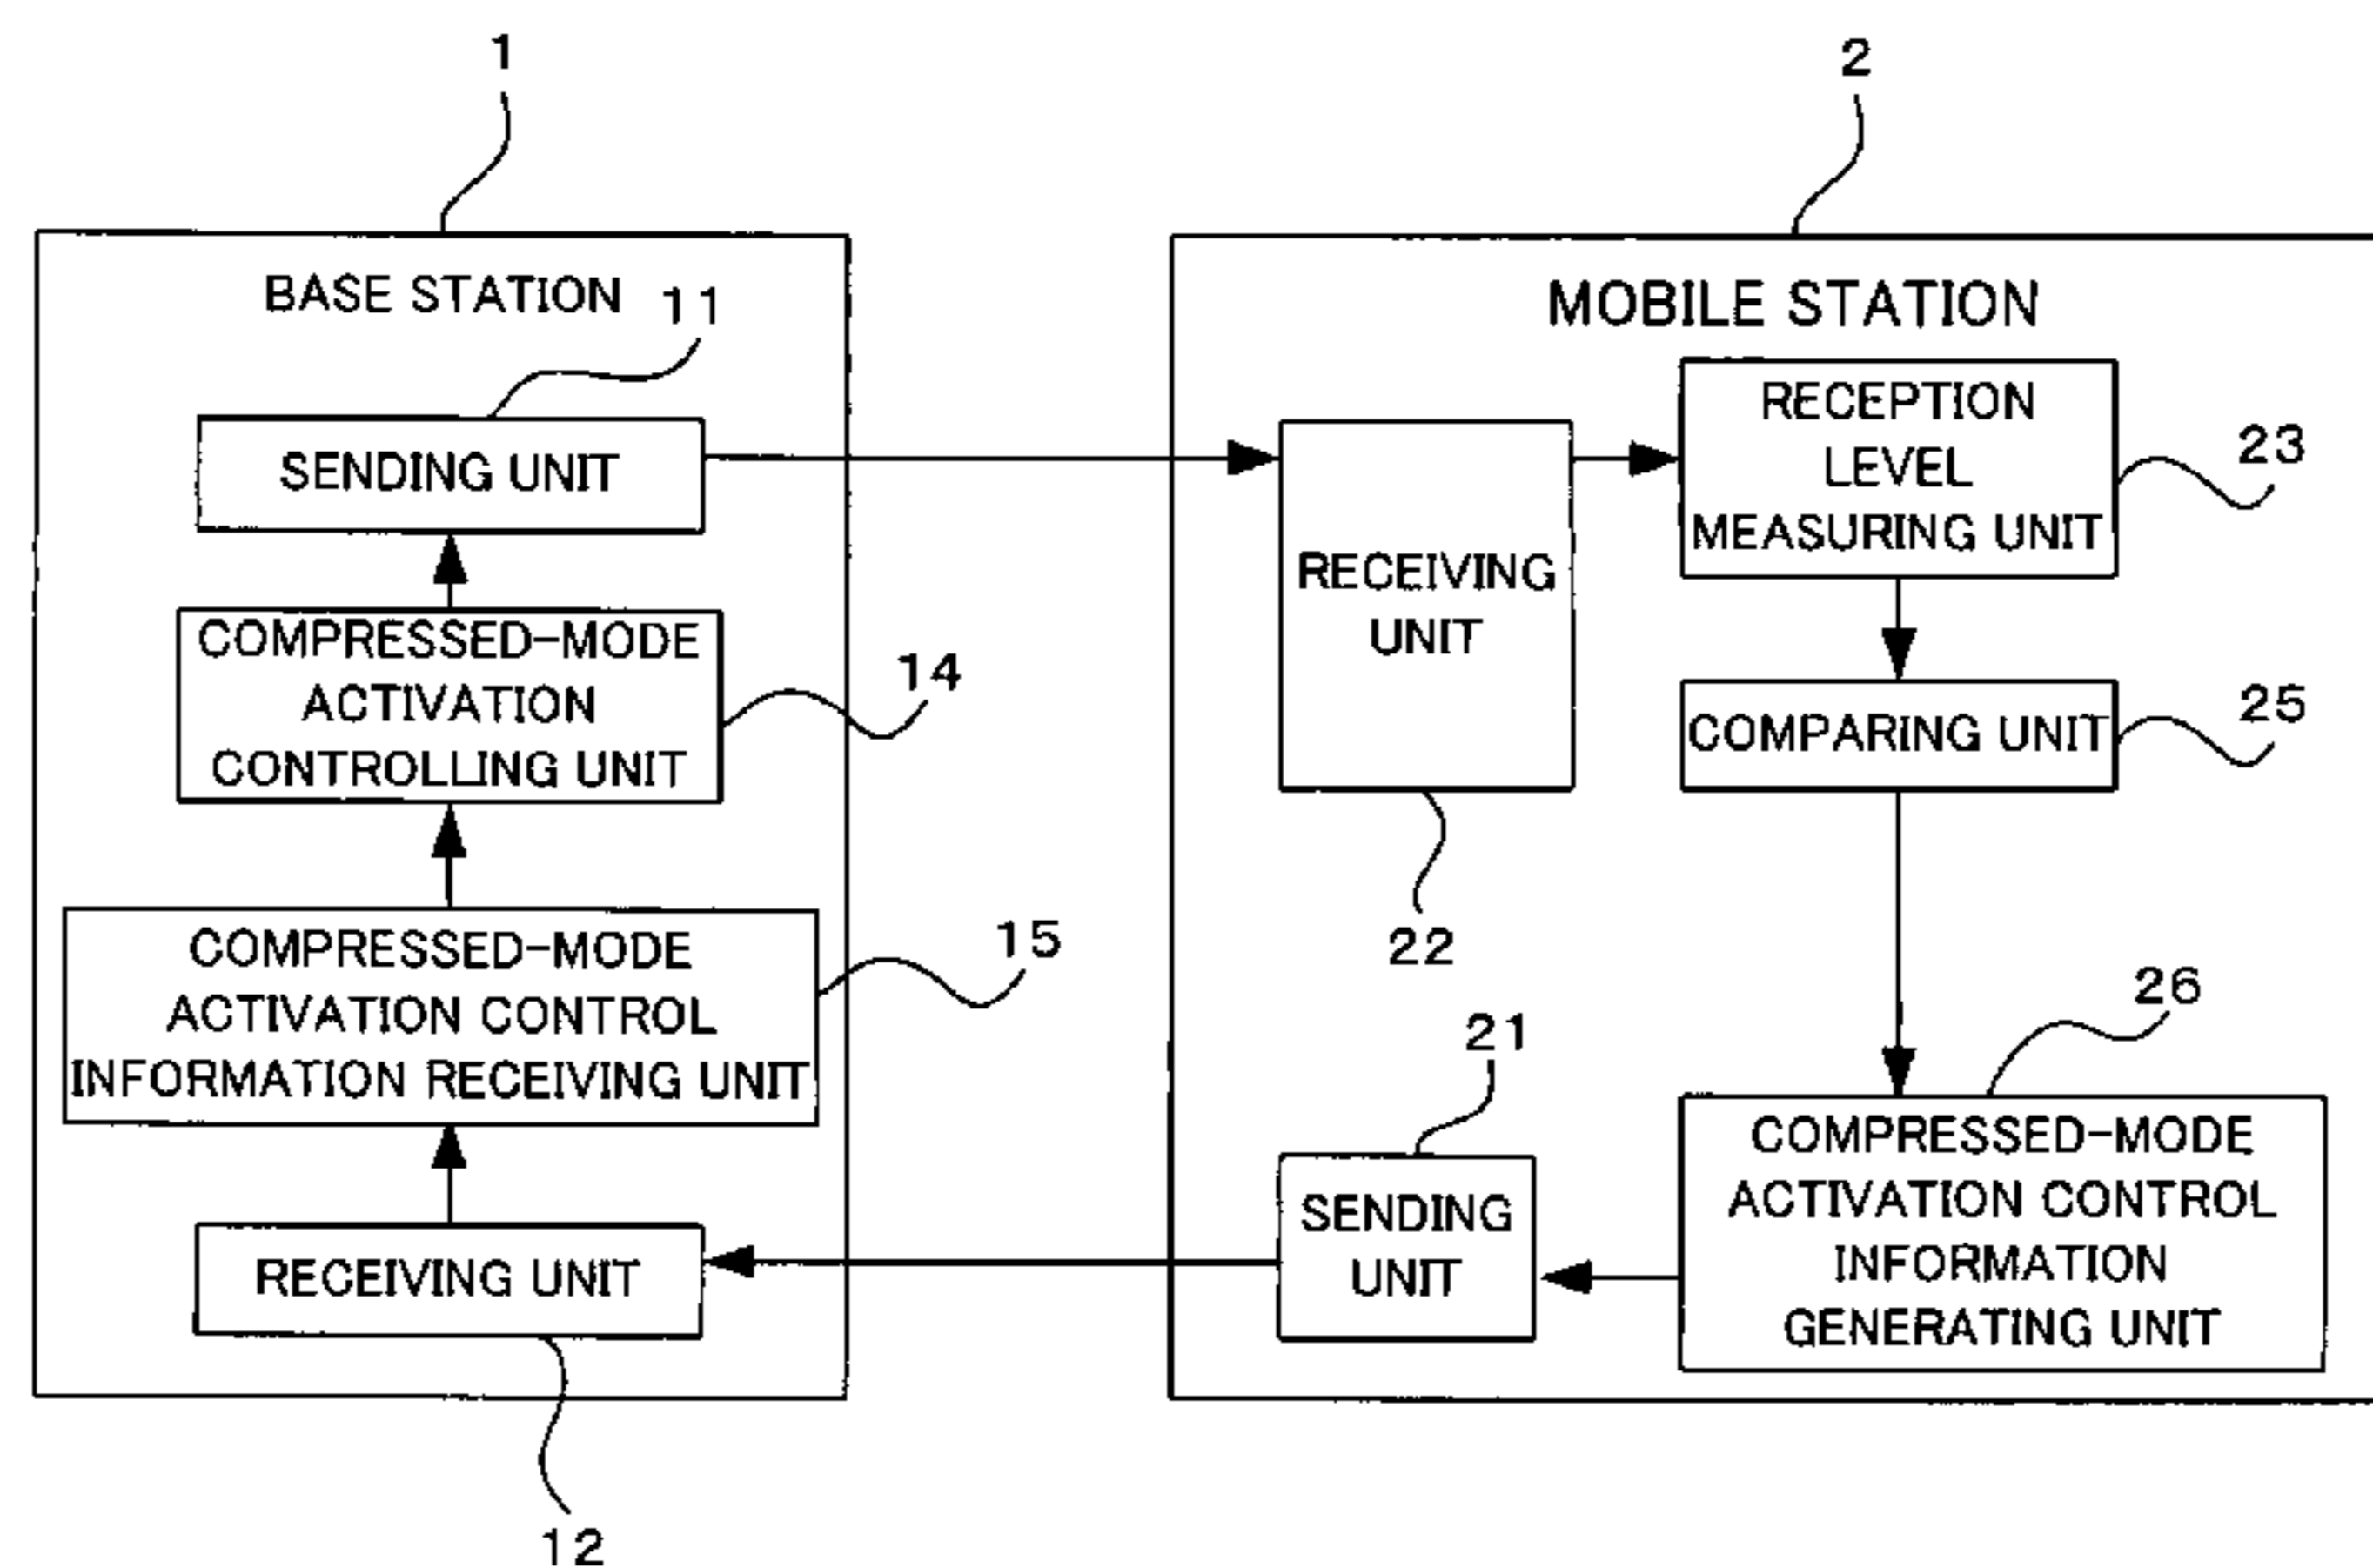 1
2
BASE STATION
11
SENDING UNIT
COMPRESSED-MODE
ACTIVATION
CONTROLLING UNIT
14
COMPRESSED-MODE
ACTIVATION CONTROL
INFORMATION RECEIVING UNIT
15
RECEIVING UNIT
12
MOBILE STATION
RECEIVING
UNIT
22
RECEPTION
LEVEL
MEASURING UNIT
23
COMPARING UNIT
25
26
COMPRESSED-MODE
ACTIVATION CONTROL
INFORMATION
GENERATING UNIT
21
SENDING
UNIT